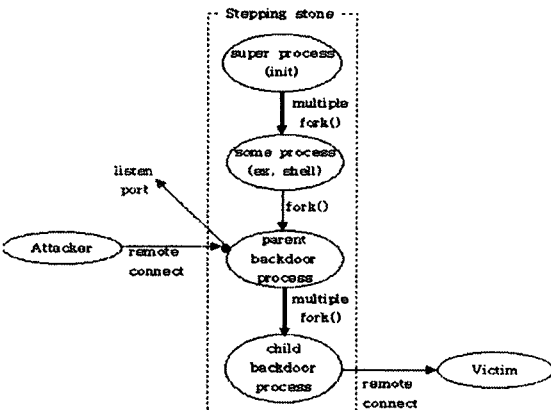 Stepping stone
super process
(init)
multiple
fork()
some process
(ex, shell)
listen
port
fork()
Attacker
remote
connect
parent
backdoor
process
multiple
fork()
child
backdoor
process
remote
connect
Victim